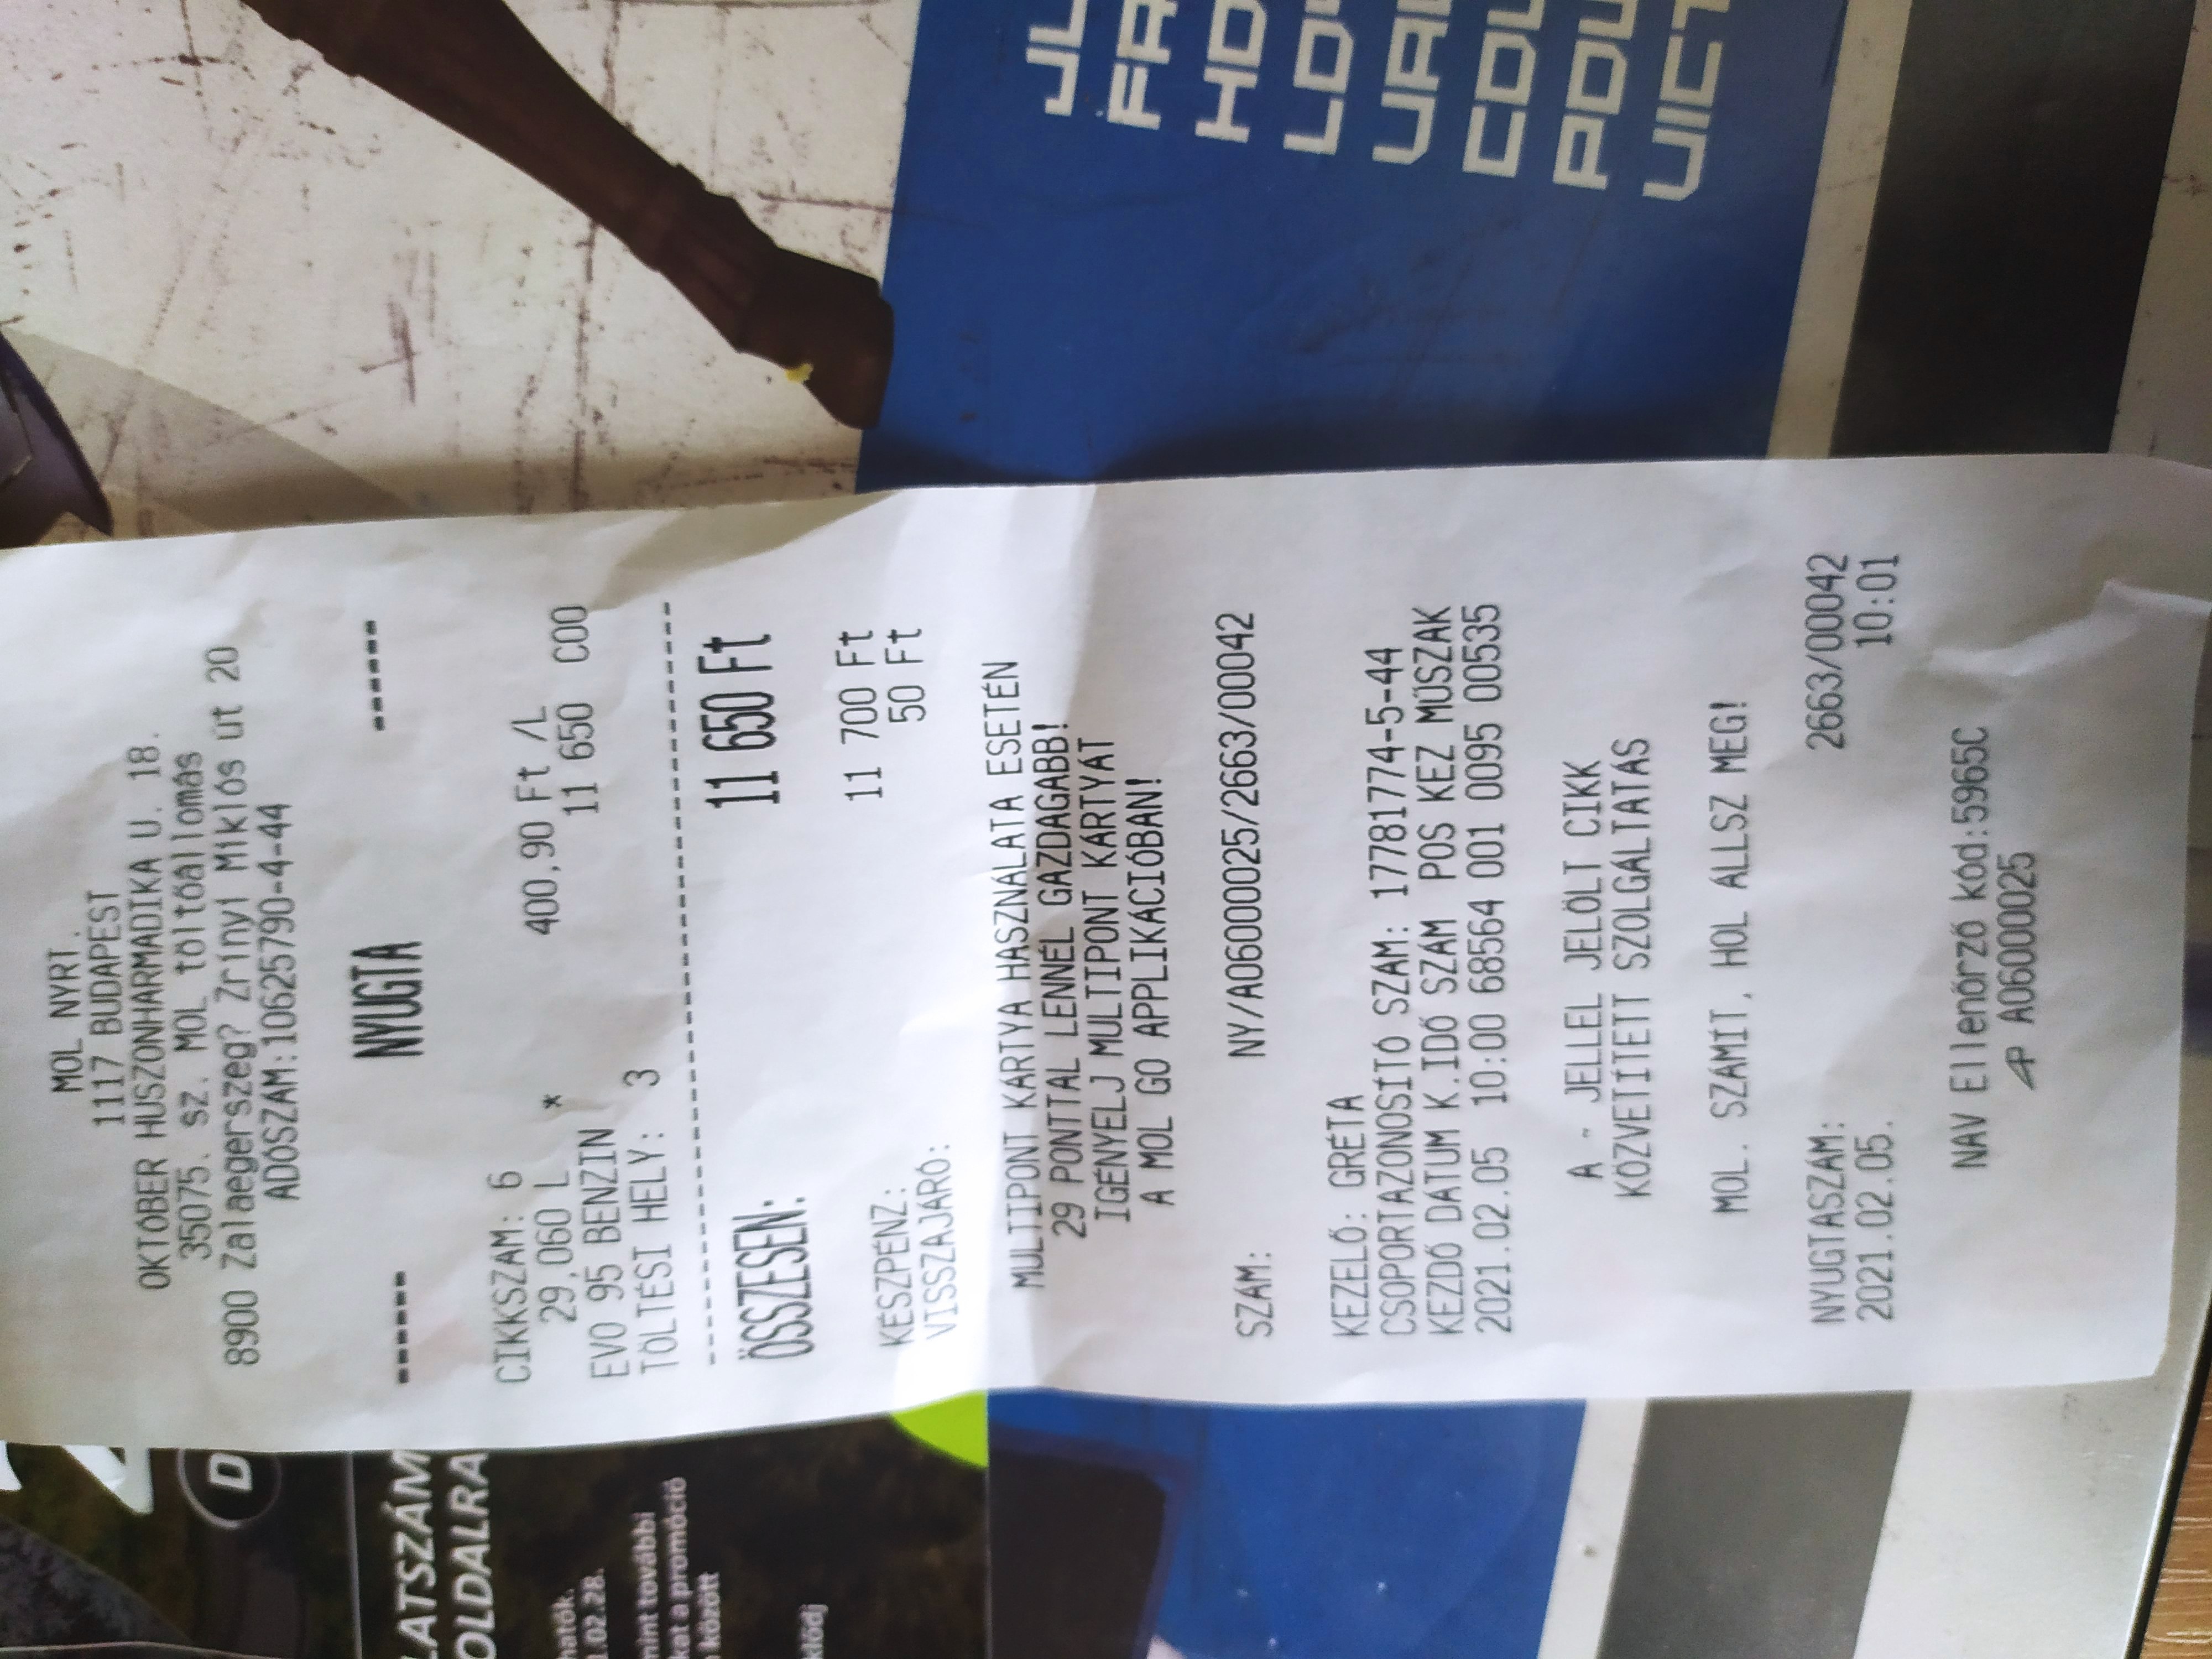 MOL NYRT.
1117 BUDAPEST
OKTÓBER HUSZONHARMADIKA U. 18.
35075. sz. MOL töltőállomás
8900 Zalaegerszeg? Zrínyi Miklós út 20
ADÓSZÁM:10625790-4-44
------ NYUGTA ------
CIKKSZÁM: 6
29,060 L * 400,90 Ft /L
EVO 95 BENZIN 11 650 C00
TÖLTÉSI HELY: 3
ÖSSZESEN: 11 650 Ft
KÉSZPÉNZ: 11 700 Ft
VISSZAJÁRÓ: 50 Ft
MULTIPONT KÁRTYA HASZNÁLATA ESETÉN
29 PONTTAL LENNÉL GAZDAGABB!
IGÉNYELJ MULTIPONT KÁRTYÁT
A MOL GO APPLIKÁCIÓBAN!
SZÁM: NY/A06000025/2663/00042
KEZELŐ: GRÉTA
CSOPORTAZONOSÍTÓ SZÁM: 17781774-5-44
KEZDŐ DÁTUM K.IDŐ SZÁM POS KEZ MŰSZAK
2021.02.05 10:00 68564 001 0095 00535
A - JELLEL JELÖLT CIKK
KÖZVETÍTETT SZOLGÁLTATÁS
MOL. SZÁMÍT, HOL ÁLLSZ MEG!
NYUGTASZÁM: 2663/00042
2021.02.05. 10:01
NAV Ellenőrző kód:5965C
AP A06000025
D
LATSZÁM
OLDALRA
hatók.
1.02.28.
mint további
kat a promóció
között
klődj
JL
FA
HO
LO
VAL
COL
POL
VICT